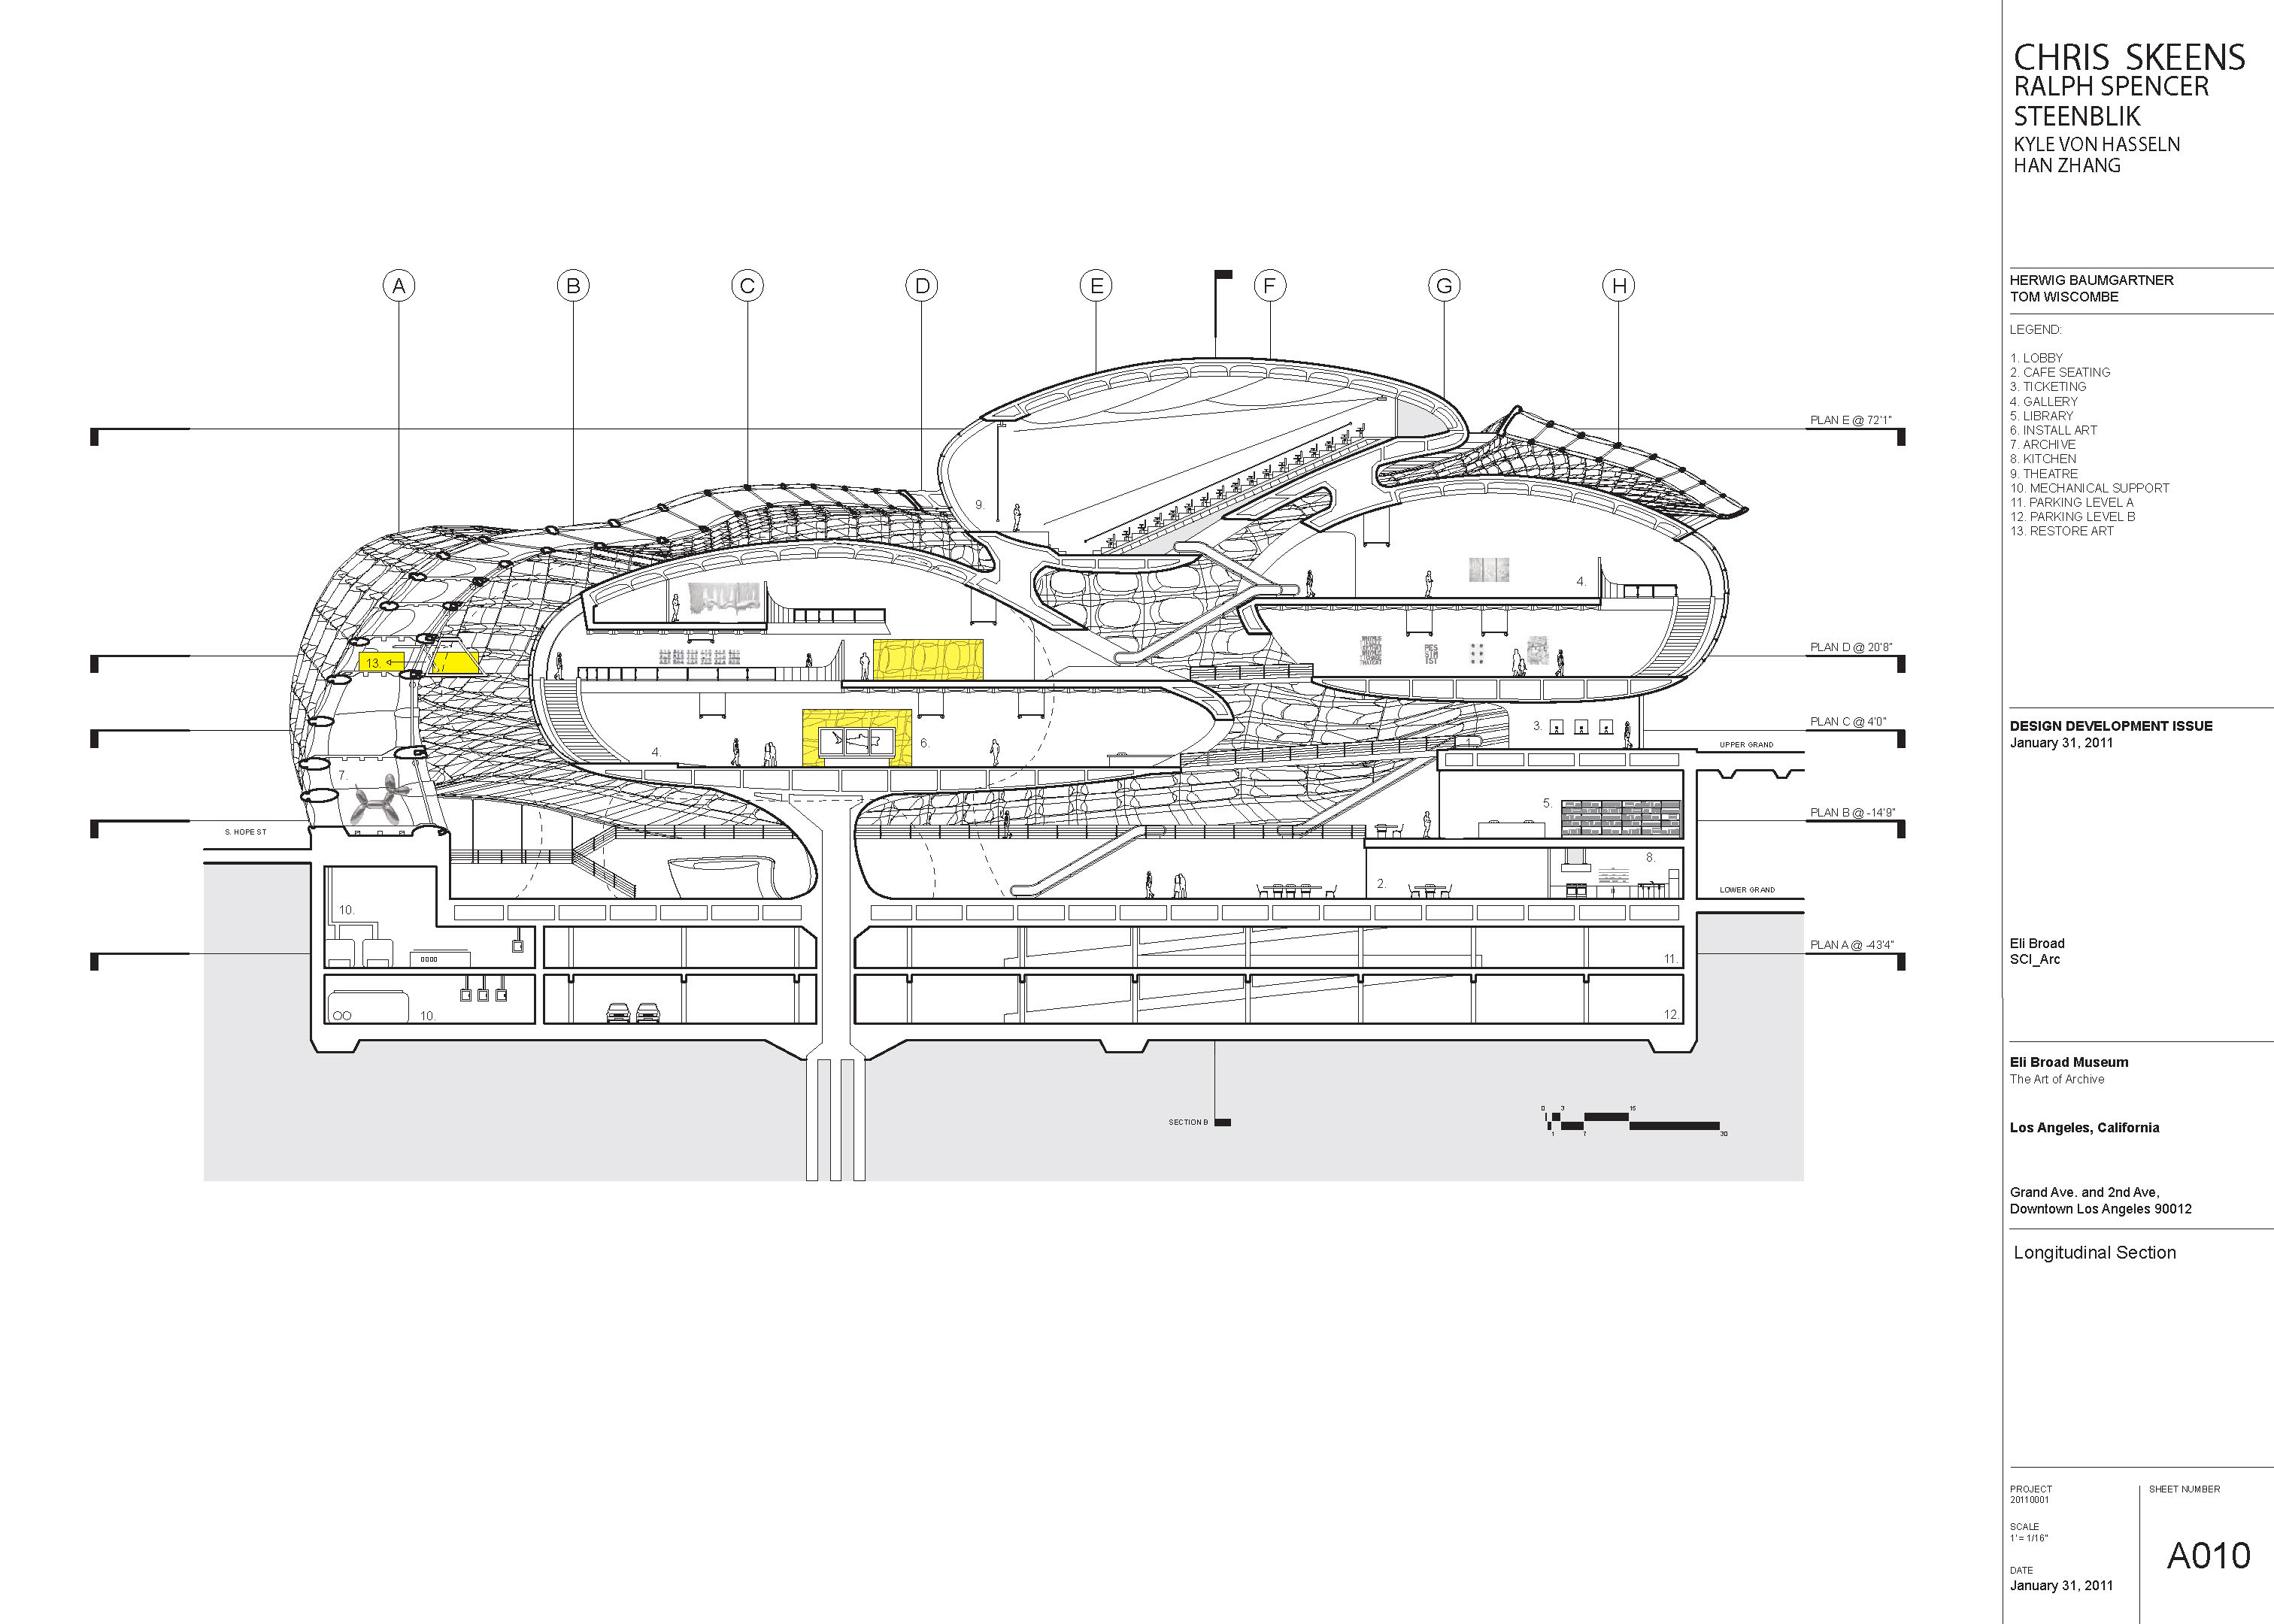 CHRIS SKEENS
RALPH SPENCER
STEENBLIK
KYLE VON HASSELN
HAN ZHANG
HERWIG BAUMGARTNER
TOM WISCOMBE
LEGEND:
1. LOBBY
2. CAFE SEATING
3. TICKETING
4. GALLERY
5. LIBRARY
6. INSTALL ART
7. ARCHIVE
8. KITCHEN
9. THEATRE
10. MECHANICAL SUPPORT
11. PARKING LEVEL A
12. PARKING LEVEL B
13. RESTORE ART
A B C D E F G H
PLAN E @ 72'1"
9.
4.
PLAN D @ 20'8"
13.
PLAN C @ 4'0"
3.
UPPER GRAND
4.
6.
1.
7.
5.
PLAN B @ -14'9"
S. HOPE ST
8.
2.
LOWER GRAND
10.
PLAN A @ -43'4"
11.
10.
12.
SECTION B
0 3 15
1 7 30
DESIGN DEVELOPMENT ISSUE
January 31, 2011
Eli Broad
SCI_Arc
Eli Broad Museum
The Art of Archive
Los Angeles, California
Grand Ave. and 2nd Ave,
Downtown Los Angeles 90012
Longitudinal Section
PROJECT
20110001
SHEET NUMBER
SCALE
1'= 1/16"
A010
DATE
January 31, 2011